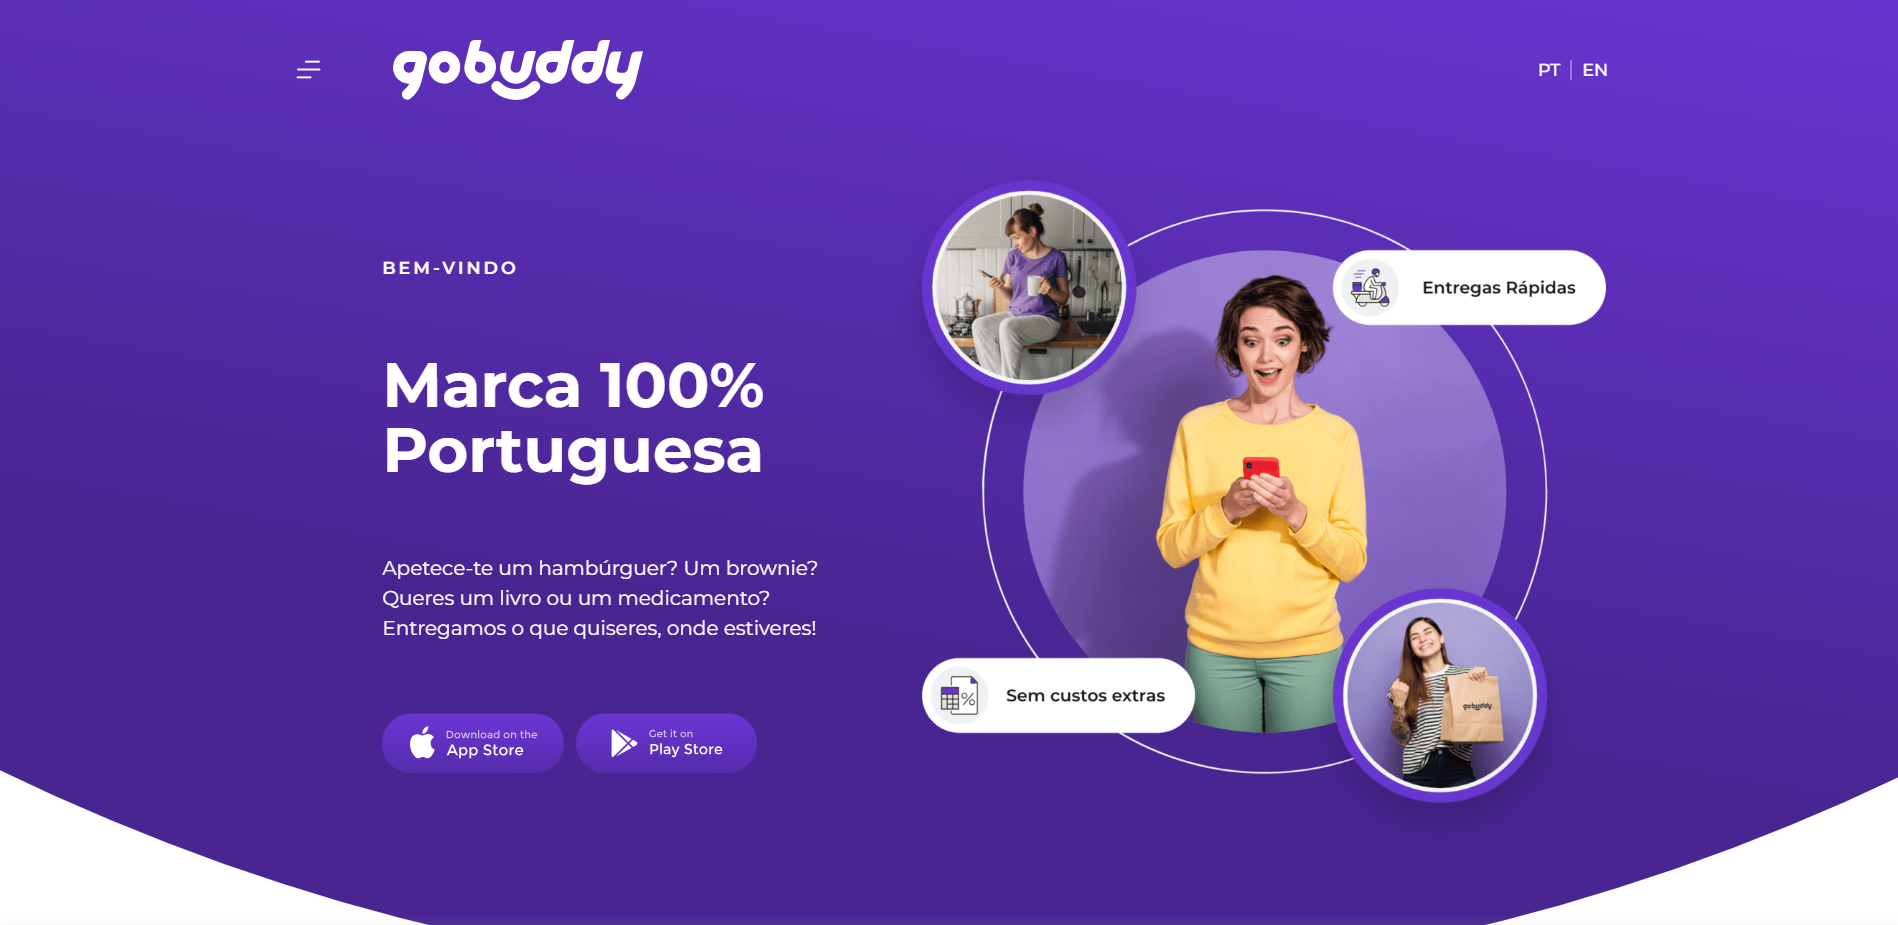 gobuddy
PT | EN
BEM-VINDO
Marca 100%
Portuguesa
Apetece-te um hambúrguer? Um brownie?
Queres um livro ou um medicamento?
Entregamos o que quiseres, onde estiveres!
Download on the
App Store
Get it on
Play Store
Entregas Rápidas
Sem custos extras
gobuddy